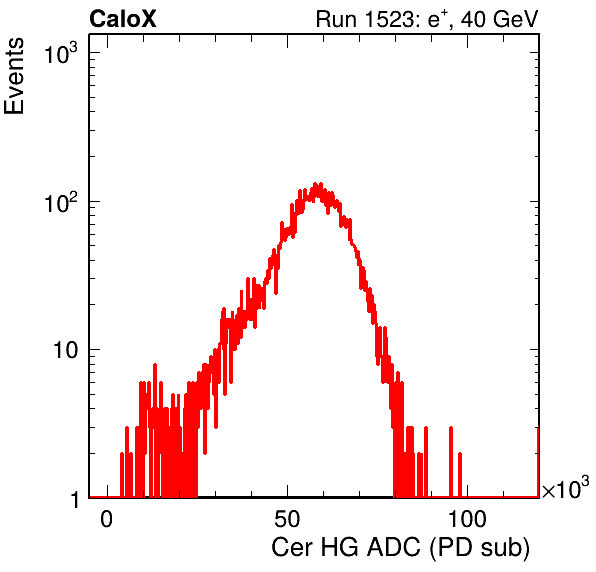 CaloX Run 1523: e⁺, 40 GeV
Events
10³
10²
10
1
0 50 100
×10³
Cer HG ADC (PD sub)